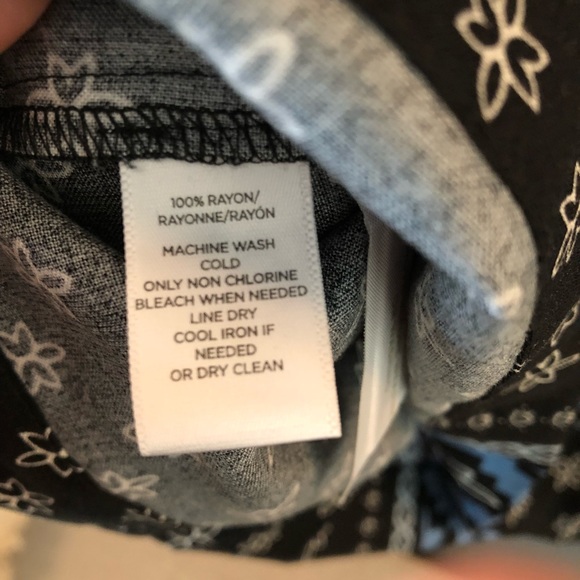 100% RAYON/
RAYONNE/RAYÓN
MACHINE WASH
COLD
ONLY NON CHLORINE
BLEACH WHEN NEEDED
LINE DRY
COOL IRON IF
NEEDED
OR DRY CLEAN